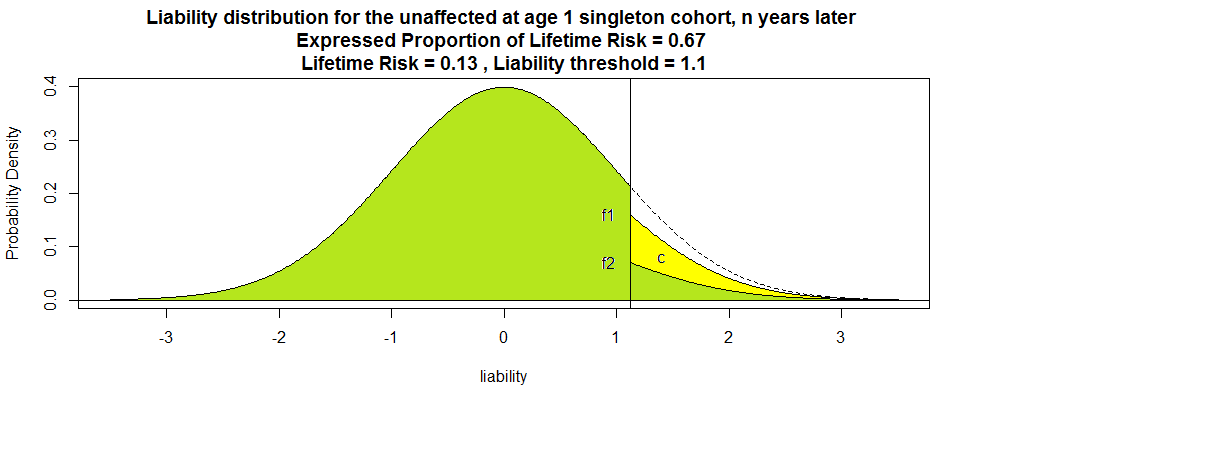 Liability distribution for the unaffected at age 1 singleton cohort, n years later
Expressed Proportion of Lifetime Risk = 0.67
Lifetime Risk = 0.13 , Liability threshold = 1.1
Probability Density
0.4
0.3
0.2
0.1
0.0
f1
f2
c
-3 -2 -1 0 1 2 3
liability